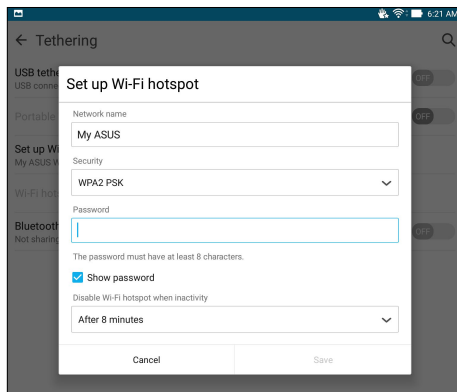 6:21 AM
Tethering
USB tethe
USB conne
OFF
Portable
OFF
Set up Wi
My ASUS W
Wi-Fi hot
Bluetooth
Not sharing
OFF
Set up Wi-Fi hotspot
Network name
My ASUS
Security
WPA2 PSK
Password
The password must have at least 8 characters.
Show password
Disable Wi-Fi hotspot when inactivity
After 8 minutes
Cancel Save